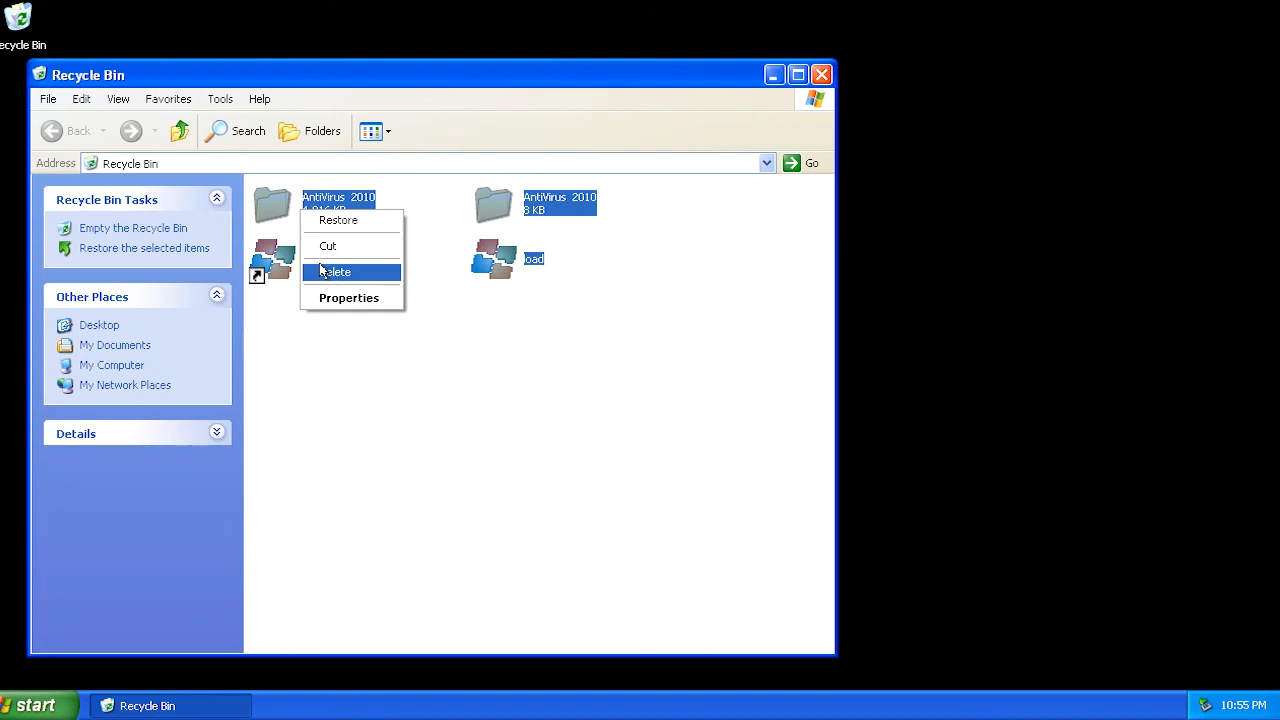 ecycle Bin
Recycle Bin
File Edit View Favorites Tools Help
Back Search Folders
Address Recycle Bin Go
Recycle Bin Tasks
Empty the Recycle Bin
Restore the selected items
Other Places
Desktop
My Documents
My Computer
My Network Places
Details
AntiVirus 2010
AntiVirus 2010
8 KB
load
Restore
Cut
Properties
start Recycle Bin 10:55 PM